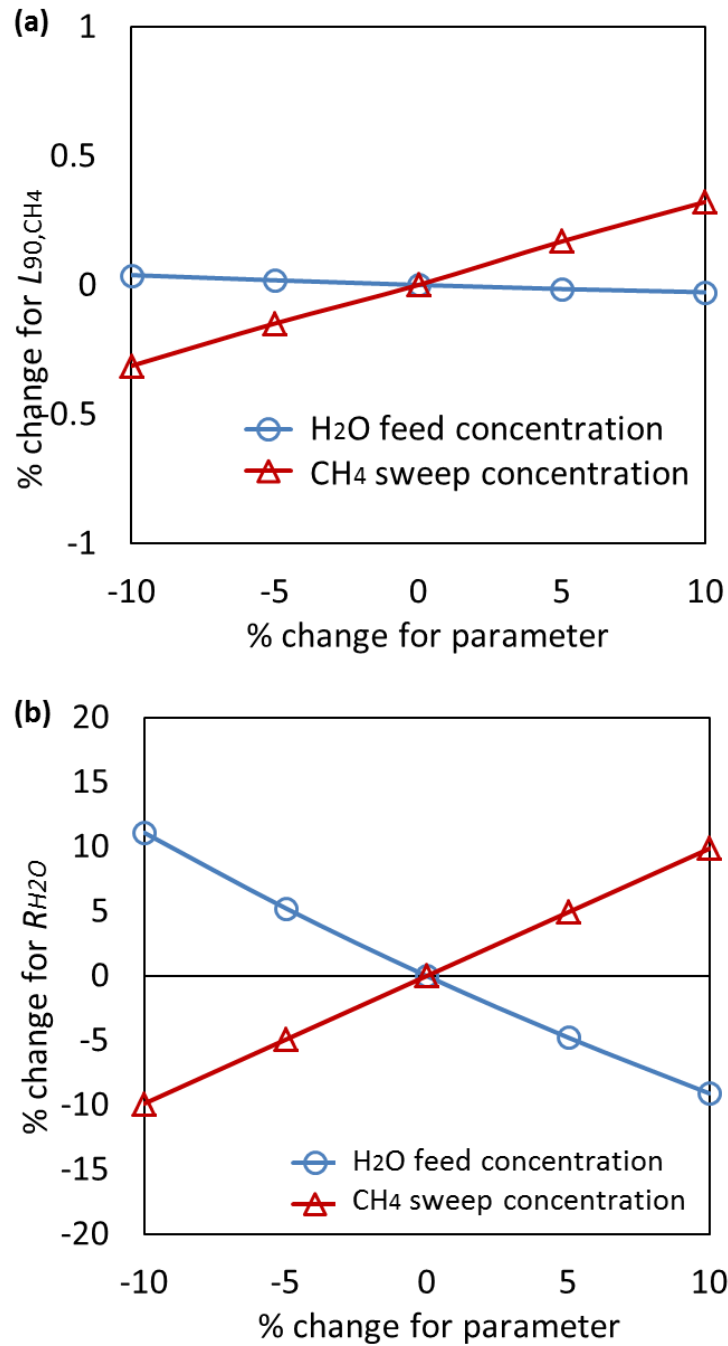 (a)
1
0.5
0
-0.5
-1
% change for L90,CH4
H2O feed concentration
CH4 sweep concentration
-10 -5 0 5 10
% change for parameter
(b)
20
15
10
5
0
-5
-10
-15
-20
% change for RH2O
H2O feed concentration
CH4 sweep concentration
-10 -5 0 5 10
% change for parameter